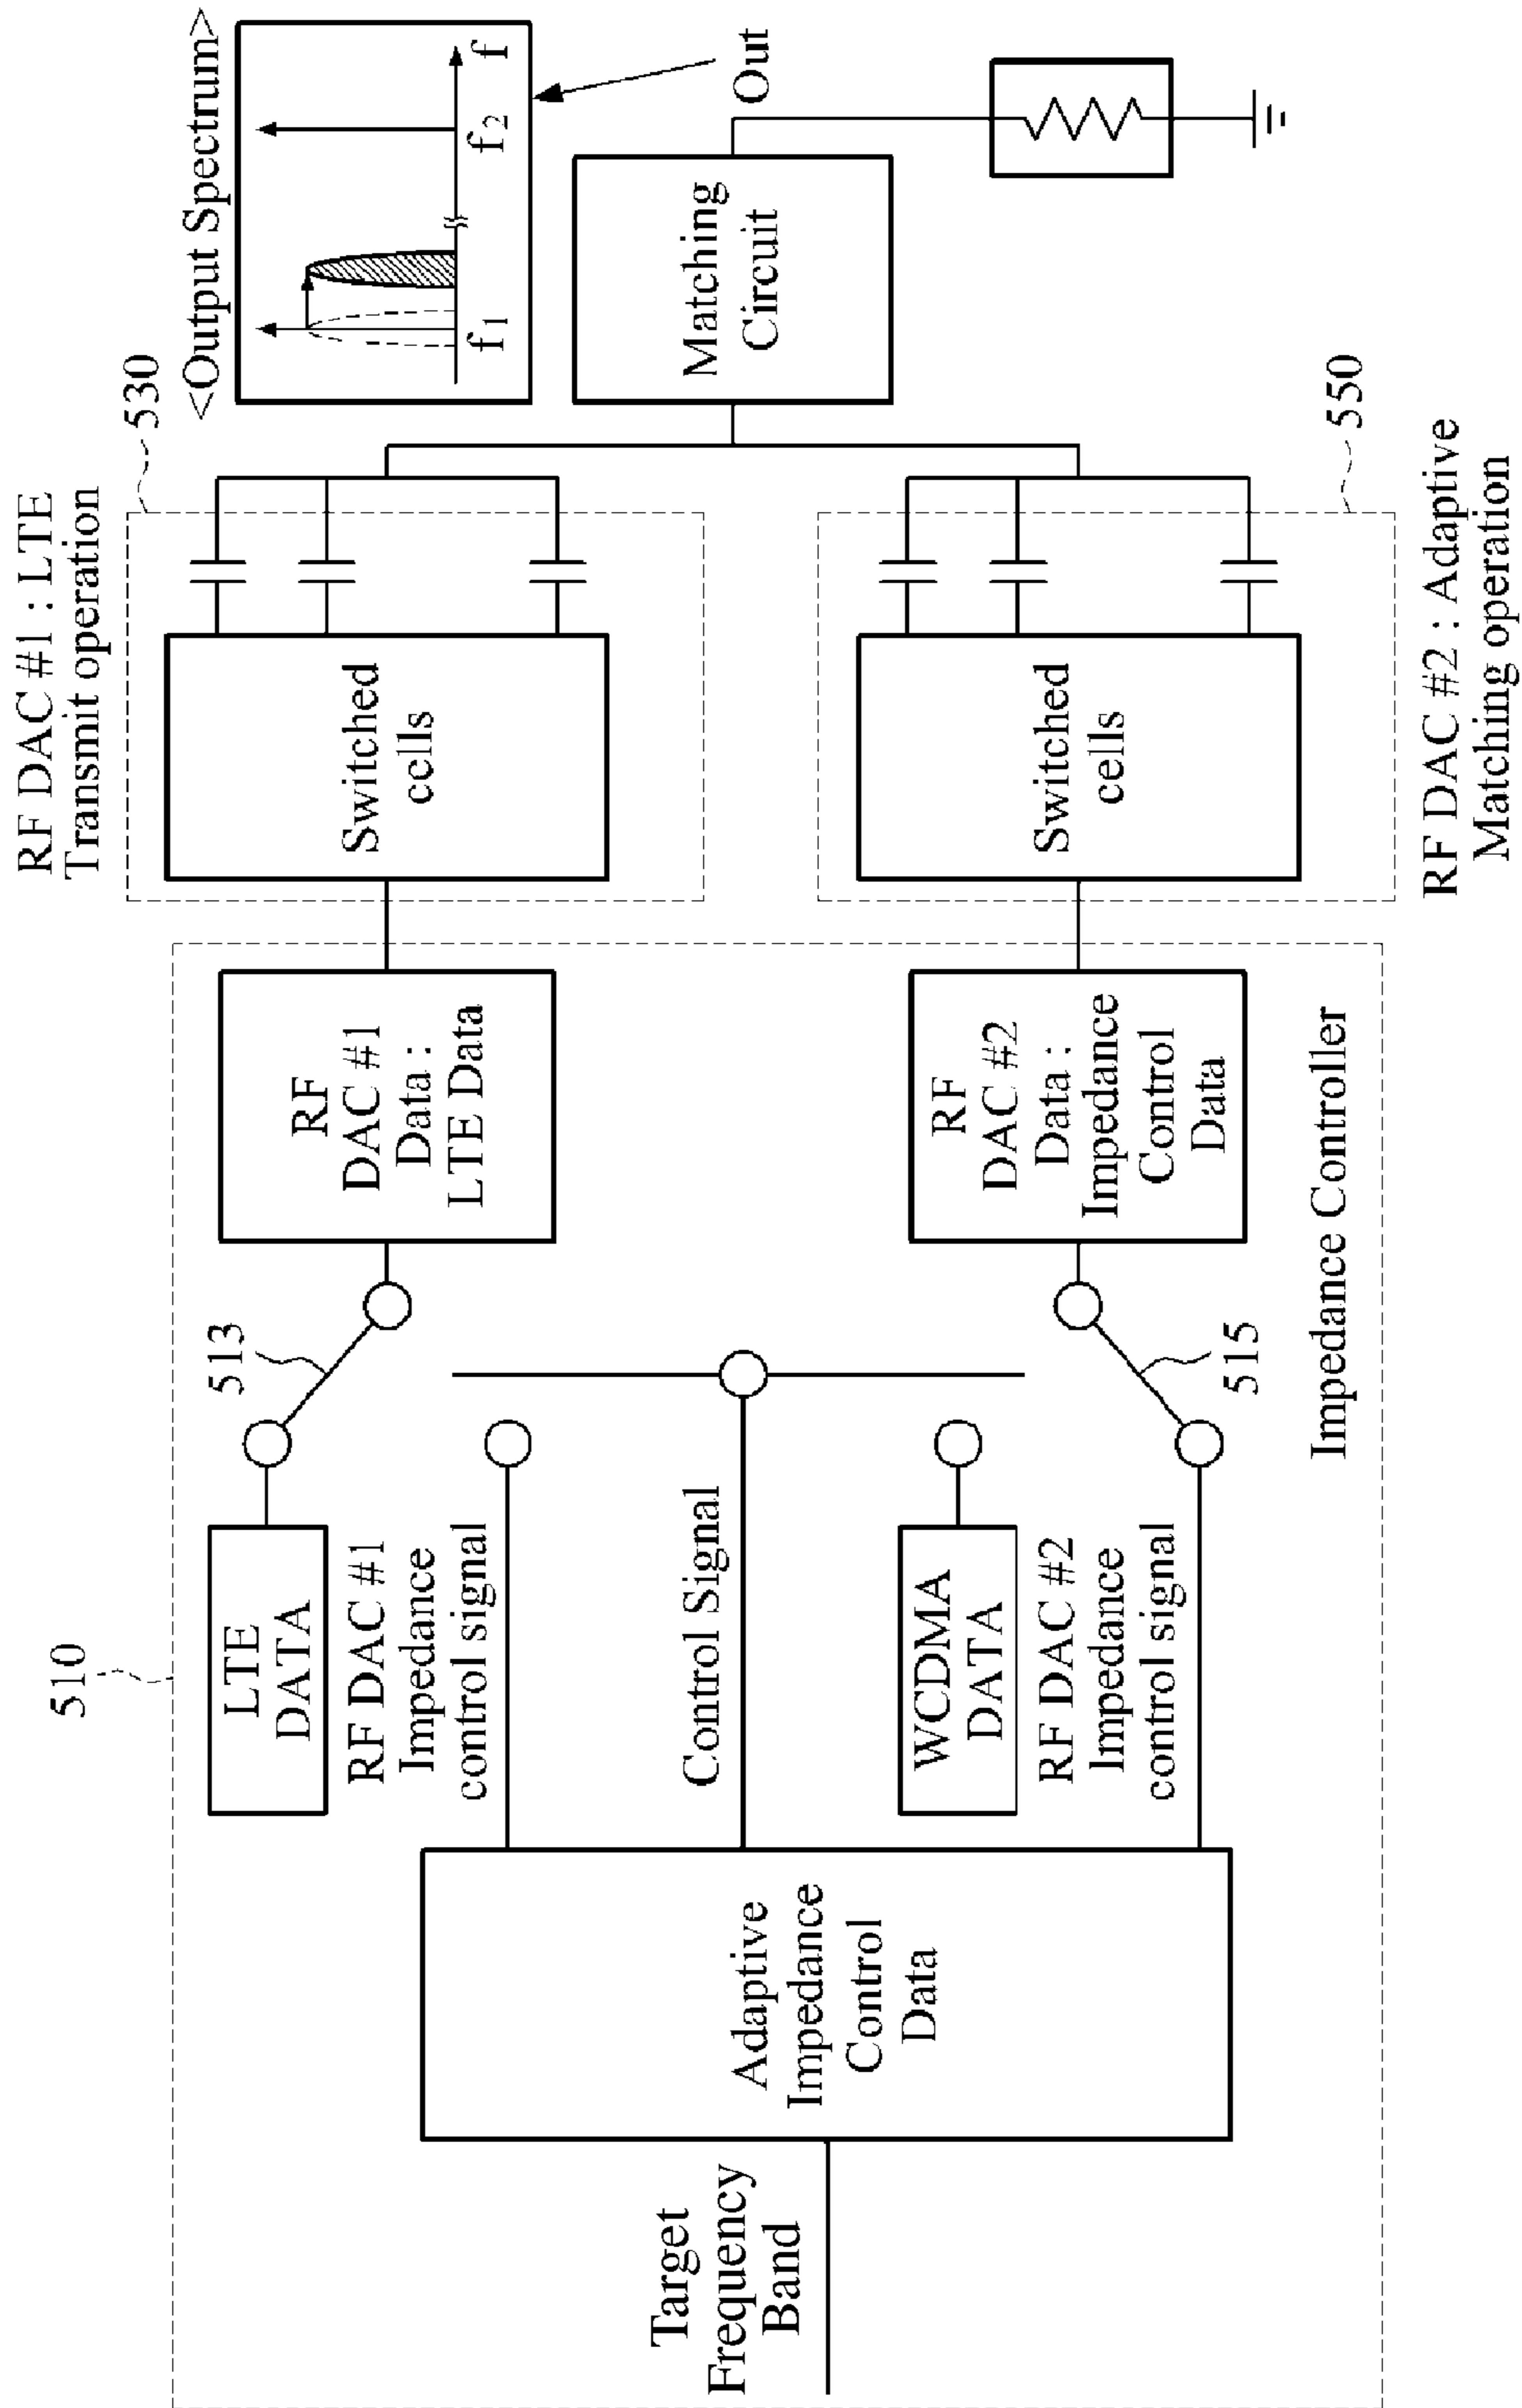 RF DAC #1 : LTE
Transmit operation
530
<Output Spectrum>
f1
f2
f
Out
510
Target
Frequency
Band
Adaptive
Impedance
Control
Data
LTE
DATA
RF DAC #1
Impedance
control signal
Control Signal
WCDMA
DATA
RF DAC #2
Impedance
control signal
513
515
RF
DAC #1
Data :
LTE Data
RF
DAC #2
Data :
Impedance
Control
Data
Impedance Controller
Switched
cells
Switched
cells
Matching
Circuit
550
RF DAC #2 : Adaptive
Matching operation